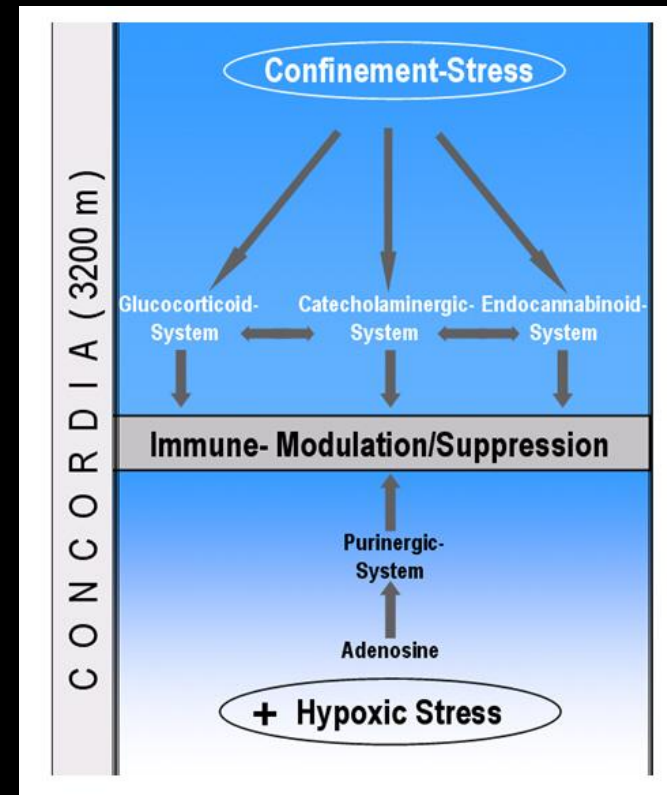 CONCORDIA ( 3200 m )
Confinement-Stress
Glucocorticoid-
System
Catecholaminergic-
System
Endocannabinoid-
System
Immune- Modulation/Suppression
Purinergic-
System
Adenosine
+ Hypoxic Stress